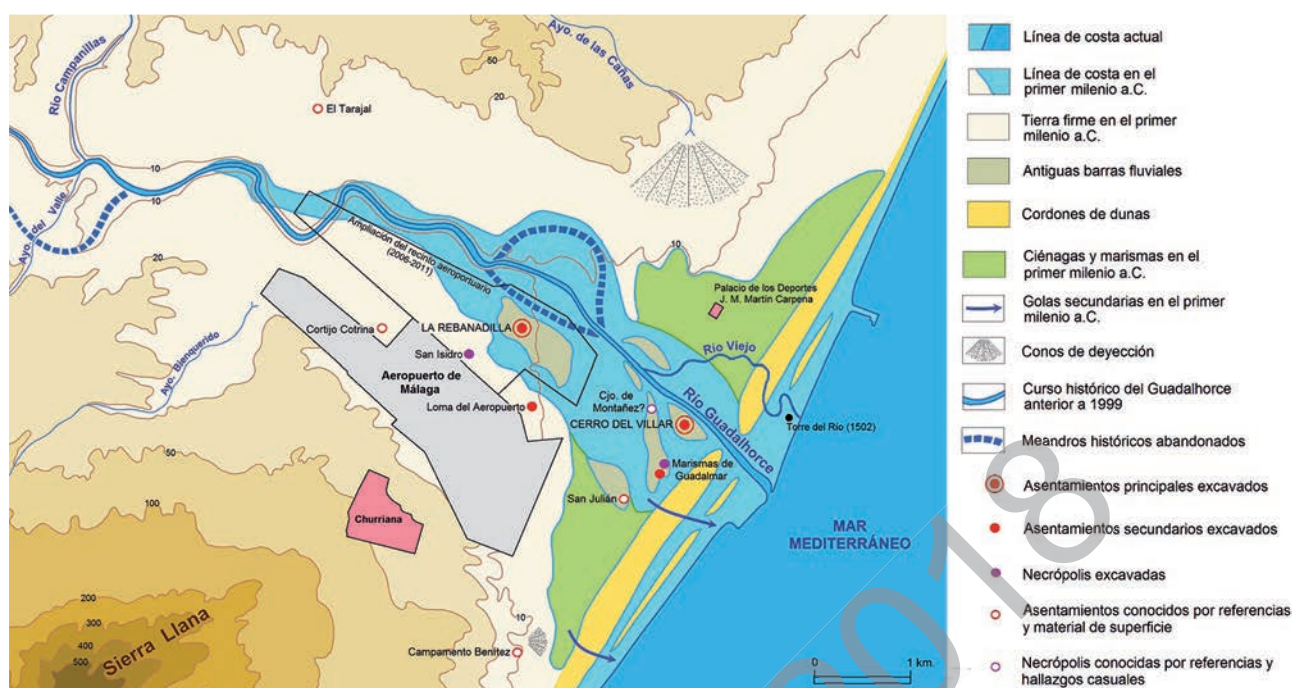 Río Campanillas
Ayo. de las Cañas
50
20
El Tarajal
10
10
Ayo. del Valle
20
10
Ampliación del recinto aeroportuario
(2006-2011)
Palacio de los Deportes
J. M. Martín Carpena
Ayo. Bienquerido
Cortijo Cotrina
LA REBANADILLA
San Isidro
Aeropuerto de
Málaga
Río Viejo
Loma del Aeropuerto
Cjo. de
Montañez?
Río Guadalhorce
CERRO DEL VILLAR
Torre del Río (1502)
50
Marismas de
Guadalmar
100
San Julián
Churriana
MAR
MEDITERRÁNEO
200
300
400
500
Sierra Llana
10
Campamento Benítez
0 1 km.
Línea de costa actual
Línea de costa en el
primer milenio a.C.
Tierra firme en el primer
milenio a.C.
Antiguas barras fluviales
Cordones de dunas
Ciénagas y marismas en el
primer milenio a.C.
Golas secundarias en el primer
milenio a.C.
Conos de deyección
Curso histórico del Guadalhorce
anterior a 1999
Meandros históricos abandonados
Asentamientos principales excavados
Asentamientos secundarios excavados
Necrópolis excavadas
Asentamientos conocidos por referencias
y material de superficie
Necrópolis conocidas por referencias y
hallazgos casuales
2018